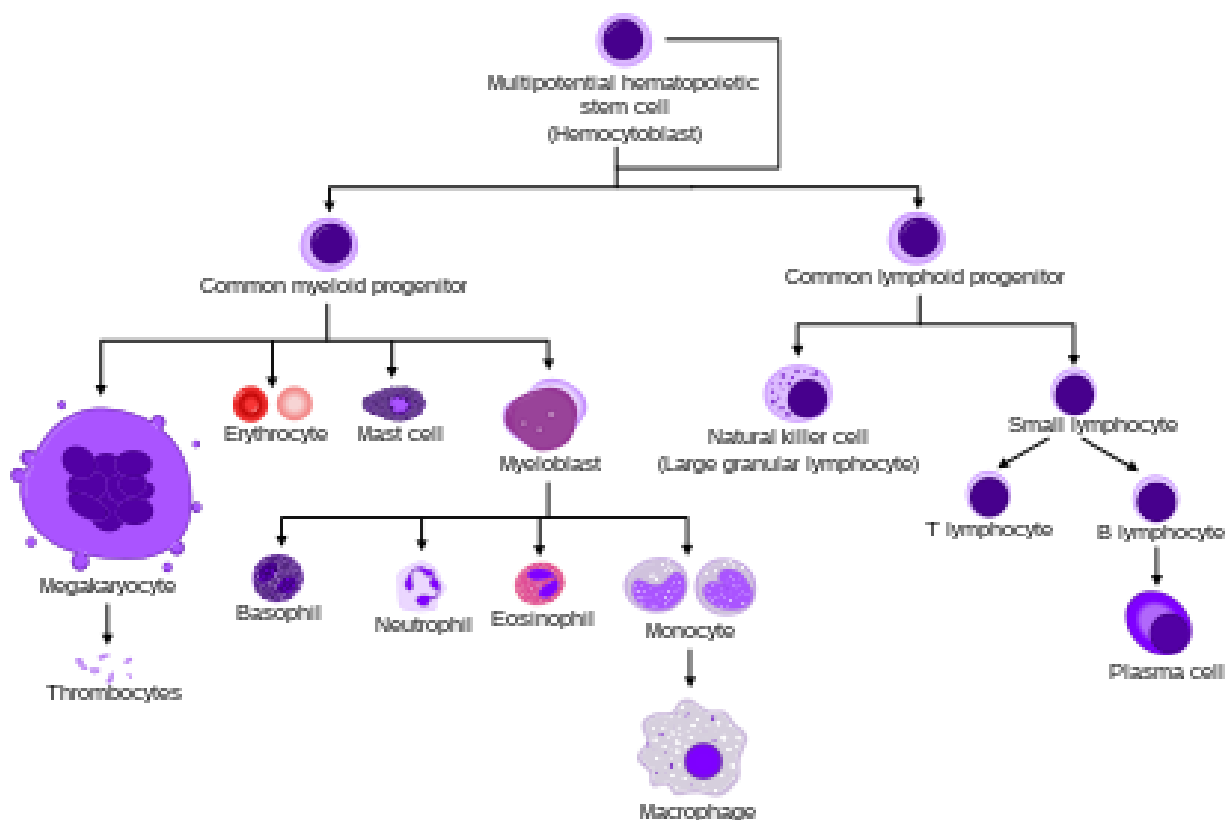 Multipotential hematopoietic
stem cell
(Hemocytoblast)
Common myeloid progenitor
Common lymphoid progenitor
Erythrocyte
Mast cell
Myeloblast
Natural killer cell
(Large granular lymphocyte)
Small lymphocyte
T lymphocyte
B lymphocyte
Megakaryocyte
Basophil
Neutrophil
Eosinophil
Monocyte
Plasma cell
Thrombocytes
Macrophage